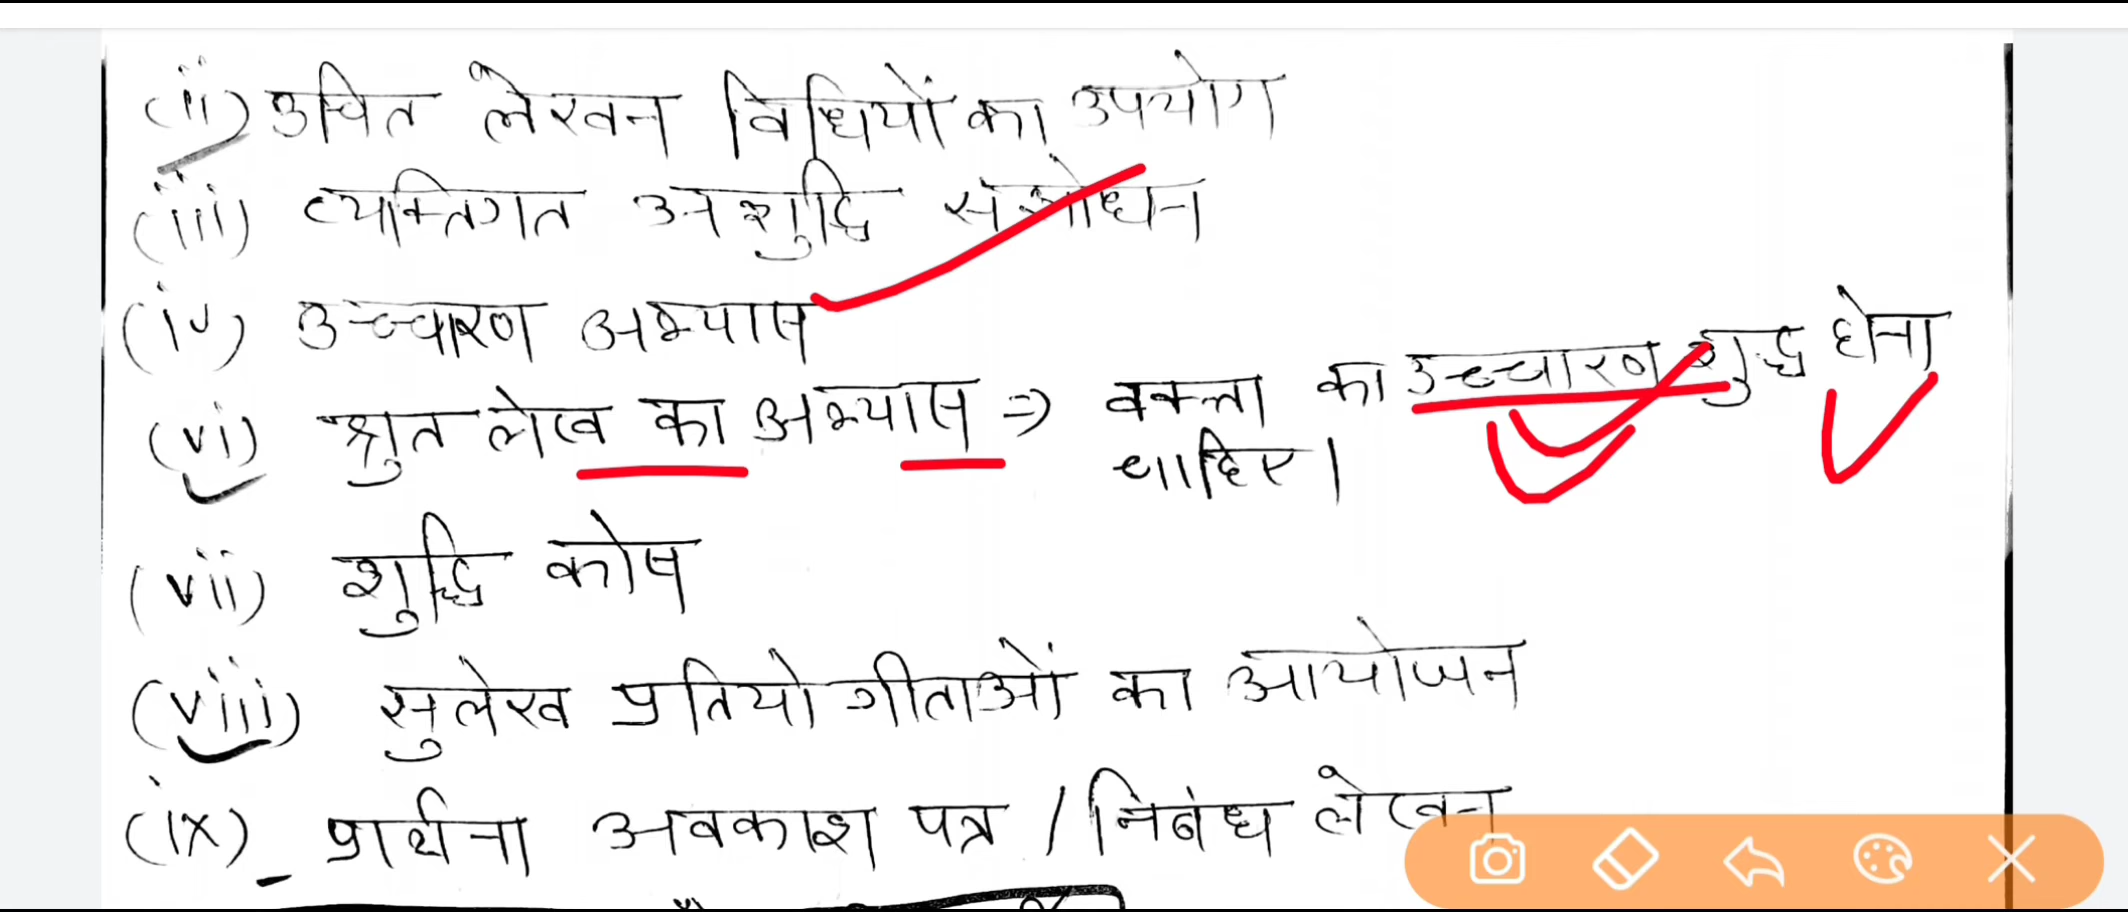 (ii) उचित लेखन विधियों का उपयोग
(iii) व्यक्तिगत अशुद्धि संशोधन
(iv) उच्चारण अभ्यास
(vi) श्रुत लेख का अभ्यास ⇒ वक्ता का उच्चारण शुद्ध होना
चाहिए।
(vii) शुद्धि कोष
(viii) सुलेख प्रतियोगीताओं का आयोजन
(ix) प्रार्थना अवकाश पत्र / निबंध लेखन